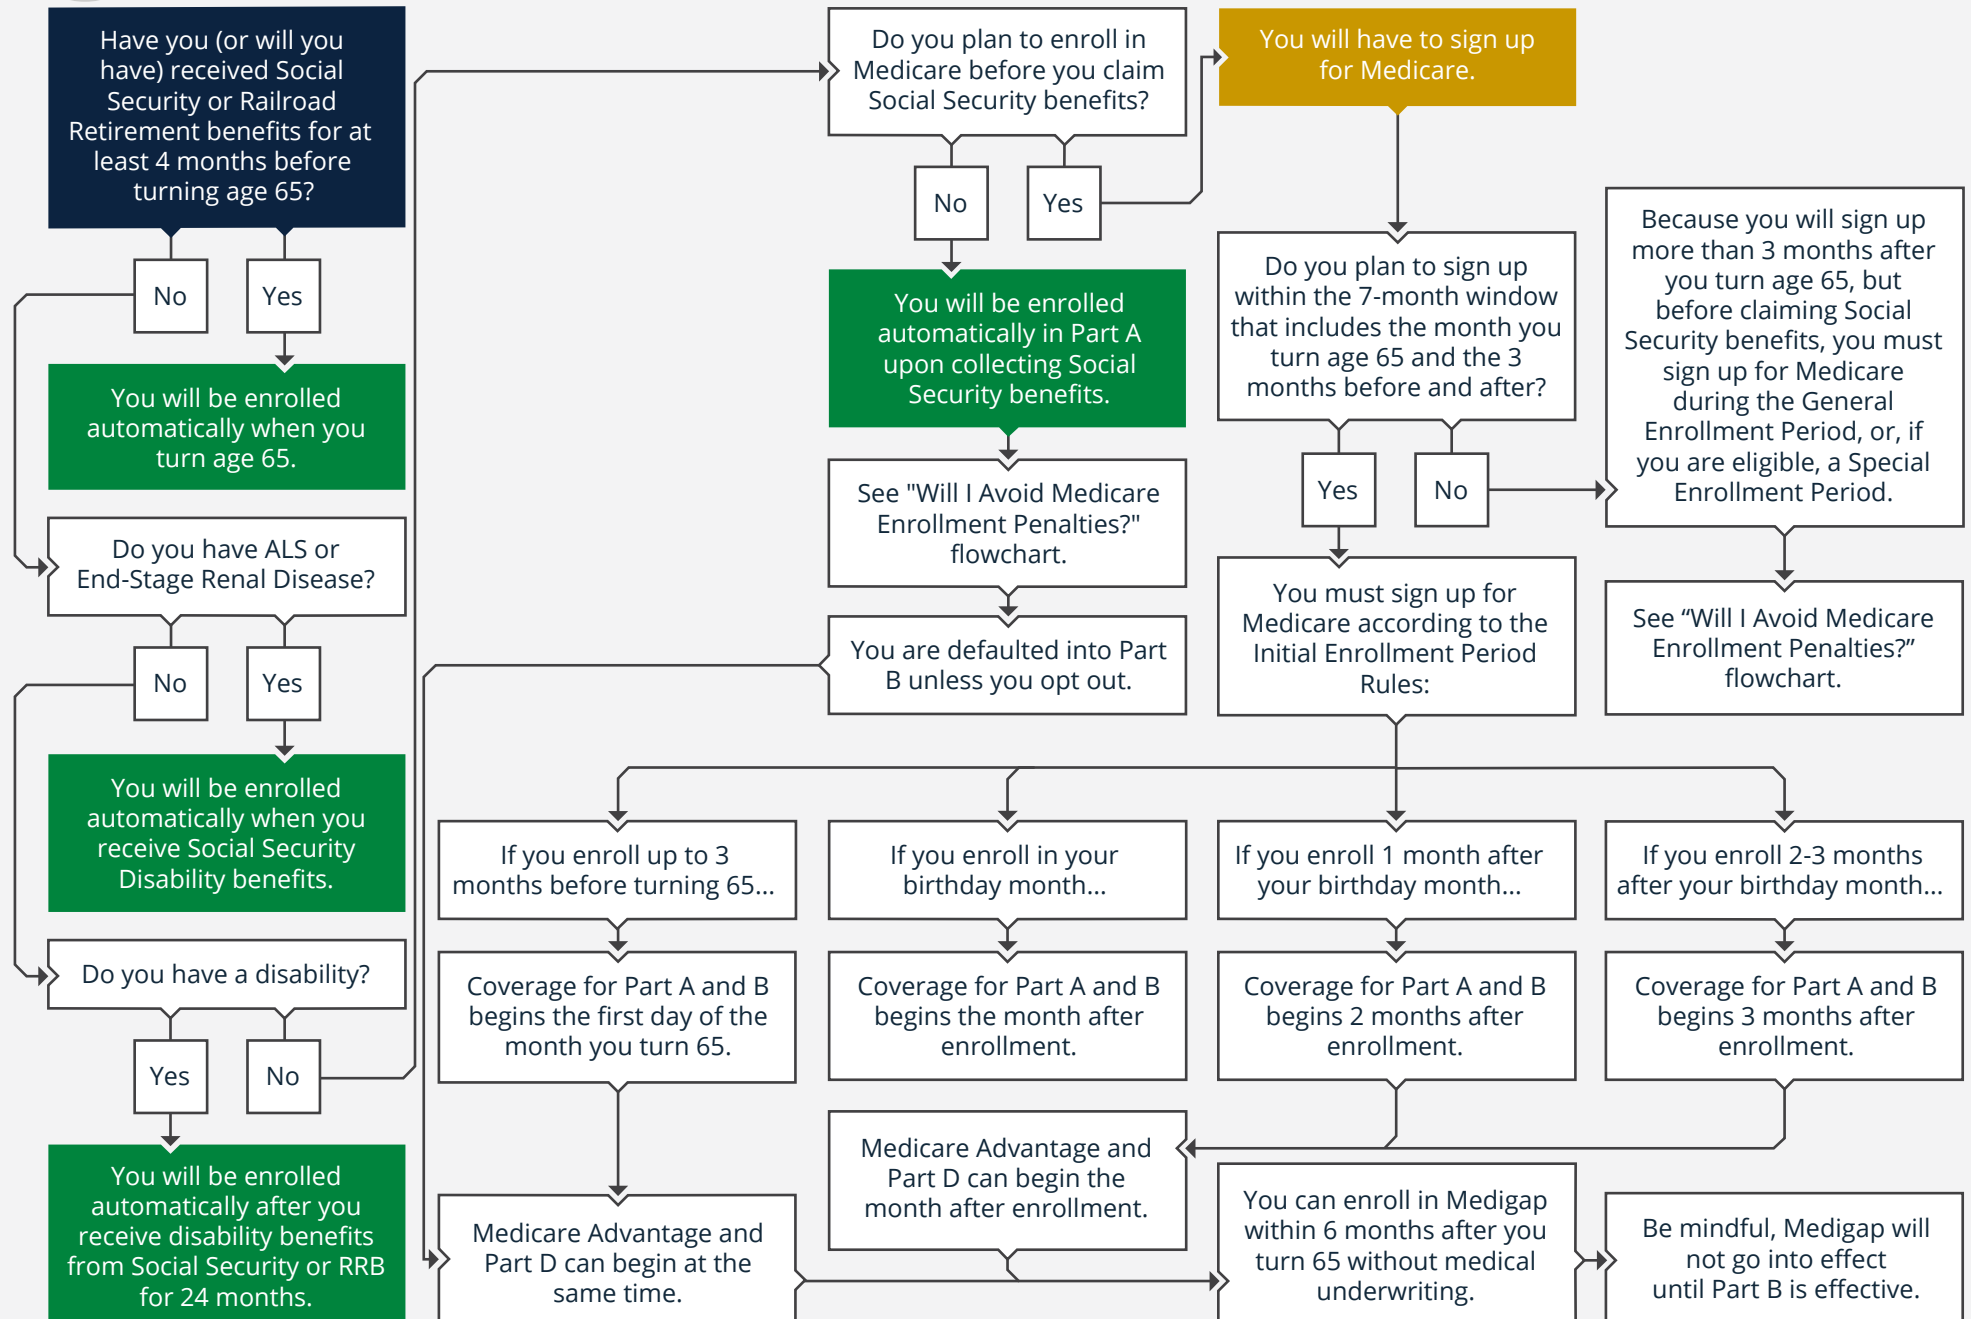 Have you (or will you
have) received Social
Security or Railroad
Retirement benefits for at
least 4 months before
turning age 65?
No
Yes
You will be enrolled
automatically when you
turn age 65.
Do you have ALS or
End-Stage Renal Disease?
No
Yes
You will be enrolled
automatically when you
receive Social Security
Disability benefits.
Do you have a disability?
Yes
No
You will be enrolled
automatically after you
receive disability benefits
from Social Security or RRB
for 24 months.
Do you plan to enroll in
Medicare before you claim
Social Security benefits?
No
Yes
You will be enrolled
automatically in Part A
upon collecting Social
Security benefits.
See "Will I Avoid Medicare
Enrollment Penalties?"
flowchart.
You are defaulted into Part
B unless you opt out.
You will have to sign up
for Medicare.
Do you plan to sign up
within the 7-month window
that includes the month you
turn age 65 and the 3
months before and after?
Yes
No
Because you will sign up
more than 3 months after
you turn age 65, but
before claiming Social
Security benefits, you must
sign up for Medicare
during the General
Enrollment Period, or, if
you are eligible, a Special
Enrollment Period.
See “Will I Avoid Medicare
Enrollment Penalties?”
flowchart.
You must sign up for
Medicare according to the
Initial Enrollment Period
Rules:
If you enroll up to 3
months before turning 65...
If you enroll in your
birthday month...
If you enroll 1 month after
your birthday month...
If you enroll 2-3 months
after your birthday month...
Coverage for Part A and B
begins the first day of the
month you turn 65.
Coverage for Part A and B
begins the month after
enrollment.
Coverage for Part A and B
begins 2 months after
enrollment.
Coverage for Part A and B
begins 3 months after
enrollment.
Medicare Advantage and
Part D can begin at the
same time.
Medicare Advantage and
Part D can begin the
month after enrollment.
You can enroll in Medigap
within 6 months after you
turn 65 without medical
underwriting.
Be mindful, Medigap will
not go into effect
until Part B is effective.